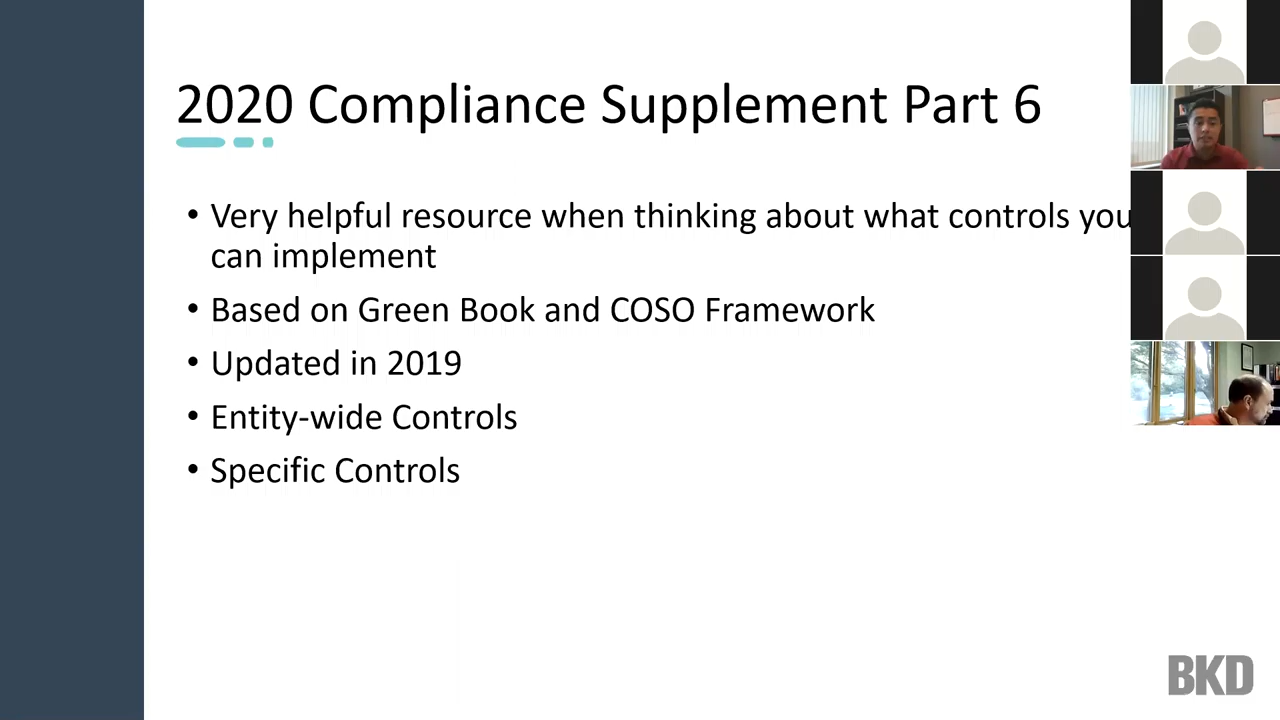 2020 Compliance Supplement Part 6
• Very helpful resource when thinking about what controls you
can implement
• Based on Green Book and COSO Framework
• Updated in 2019
• Entity-wide Controls
• Specific Controls
BKD